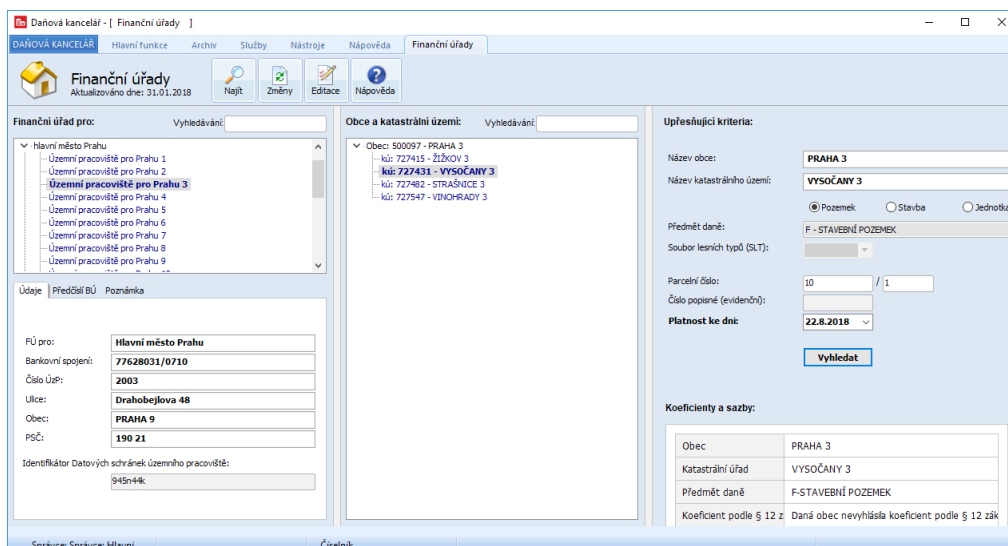 Daňová kancelář - [ Finanční úřady ]
DAŇOVÁ KANCELÁŘ Hlavní funkce Archiv Služby Nástroje Nápověda Finanční úřady
Finanční úřady
Aktualizováno dne: 31.01.2018
Najít Změny Editace Nápověda
Finanční úřad pro: Vyhledávání:
hlavní město Prahu
Územní pracoviště pro Prahu 1
Územní pracoviště pro Prahu 2
Územní pracoviště pro Prahu 3
Územní pracoviště pro Prahu 4
Územní pracoviště pro Prahu 5
Územní pracoviště pro Prahu 6
Územní pracoviště pro Prahu 7
Územní pracoviště pro Prahu 8
Územní pracoviště pro Prahu 9
Údaje Předčíslí BÚ Poznámka
FÚ pro: Hlavní město Prahu
Bankovní spojení: 77628031/0710
Číslo ÚzP: 2003
Ulice: Drahobejlova 48
Obec: PRAHA 9
PSČ: 190 21
Identifikátor Datových schránek územního pracoviště:
945n44k
Obce a katastrální území: Vyhledávání:
Obec: 500097 - PRAHA 3
kú: 727415 - ŽIŽKOV 3
kú: 727431 - VYSOČANY 3
kú: 727482 - STRAŠNICE 3
kú: 727547 - VINOHRADY 3
Upřesňující kriteria:
Název obce: PRAHA 3
Název katastrálního území: VYSOČANY 3
Pozemek Stavba Jednotka
Předmět daně: F - STAVEBNÍ POZEMEK
Soubor lesních typů (SLT):
Parcelní číslo: 10 / 1
Číslo popisné (evidenční):
Platnost ke dni: 22.8.2018
Vyhledat
Koeficienty a sazby:
Obec PRAHA 3
Katastrální úřad VYSOČANY 3
Předmět daně F-STAVEBNÍ POZEMEK
Koeficient podle § 12 z Daná obec nevyhlásila koeficient podle § 12 zák
Správce: Správce: Hlavní Číselník